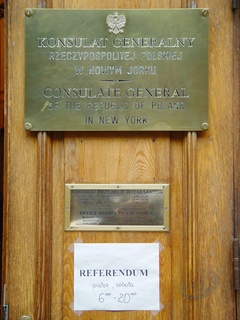 KONSULAT GENERALNY
RZECZYPOSPOLITEJ POLSKIEJ
W NOWYM JORKU
CONSULATE GENERAL
OF THE REPUBLIC OF POLAND
IN NEW YORK
REFERENDUM
piątek, sobota
6⁰⁰-20⁰⁰